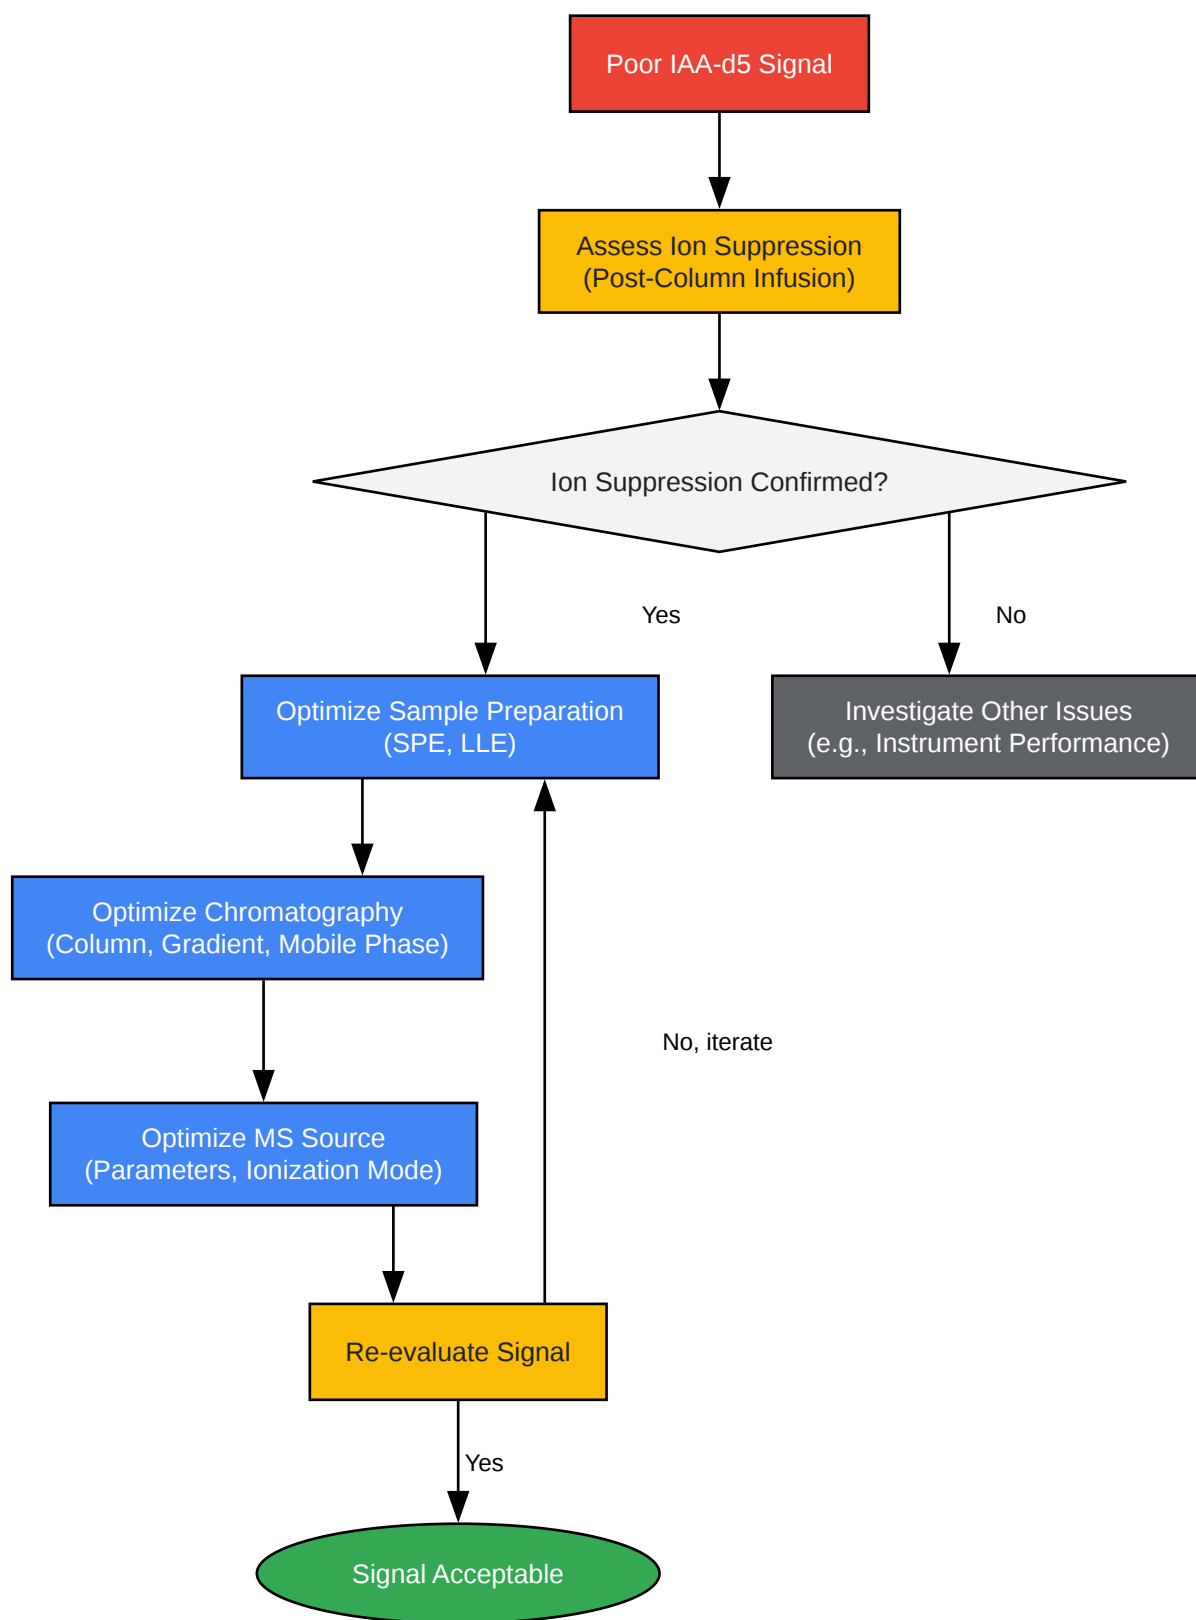 Poor IAA-d5 Signal
Assess Ion Suppression
(Post-Column Infusion)
Ion Suppression Confirmed?
Yes
No
Optimize Sample Preparation
(SPE, LLE)
Investigate Other Issues
(e.g., Instrument Performance)
Optimize Chromatography
(Column, Gradient, Mobile Phase)
No, iterate
Optimize MS Source
(Parameters, Ionization Mode)
Re-evaluate Signal
Yes
Signal Acceptable